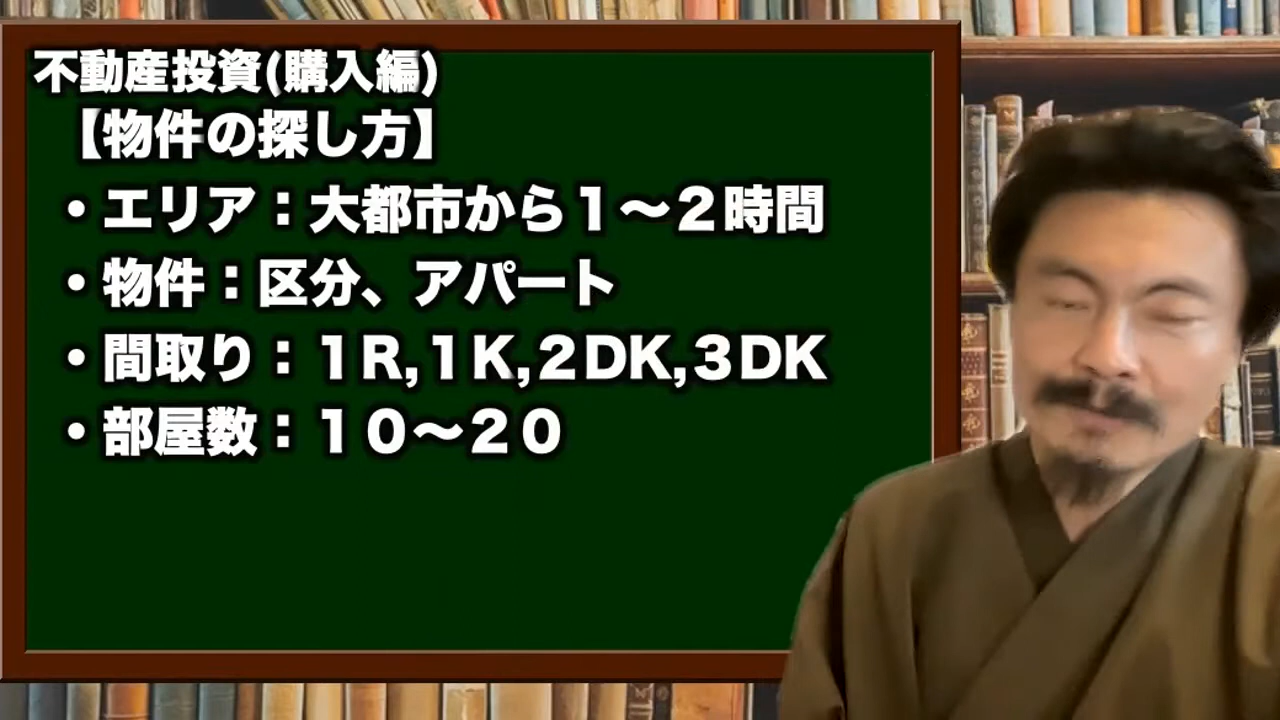 不動産投資(購入編)
【物件の探し方】
・エリア：大都市から１〜２時間
・物件：区分、アパート
・間取り：１R,１K,２DK,３DK
・部屋数：１０〜２０